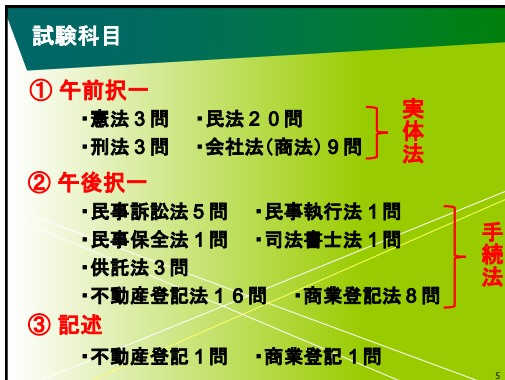 試験科目
① 午前択一
・憲法３問　・民法２０問
・刑法３問　・会社法（商法）９問
実体法
② 午後択一
・民事訴訟法５問　・民事執行法１問
・民事保全法１問　・司法書士法１問
・供託法３問
・不動産登記法１６問　・商業登記法８問
手続法
③ 記述
・不動産登記１問　・商業登記１問
5